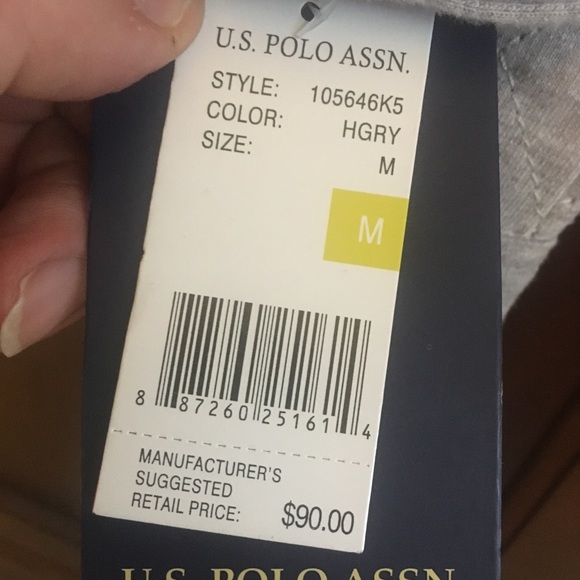 U.S. POLO ASSN.
STYLE: 105646K5
COLOR: HGRY
SIZE: M
M
8 87260 25161 4
MANUFACTURER'S
SUGGESTED
RETAIL PRICE: $90.00
U.S. POLO ASSN.